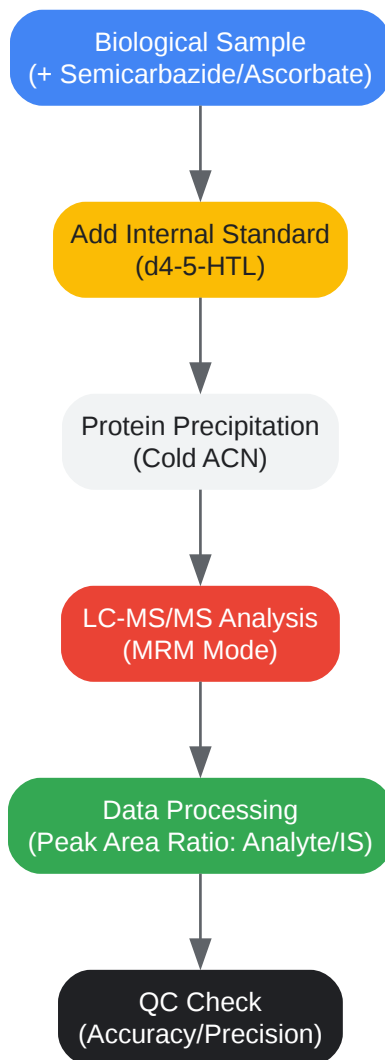 Biological Sample
(+ Semicarbazide/Ascorbate)
Add Internal Standard
(d4-5-HTL)
Protein Precipitation
(Cold ACN)
LC-MS/MS Analysis
(MRM Mode)
Data Processing
(Peak Area Ratio: Analyte/IS)
QC Check
(Accuracy/Precision)